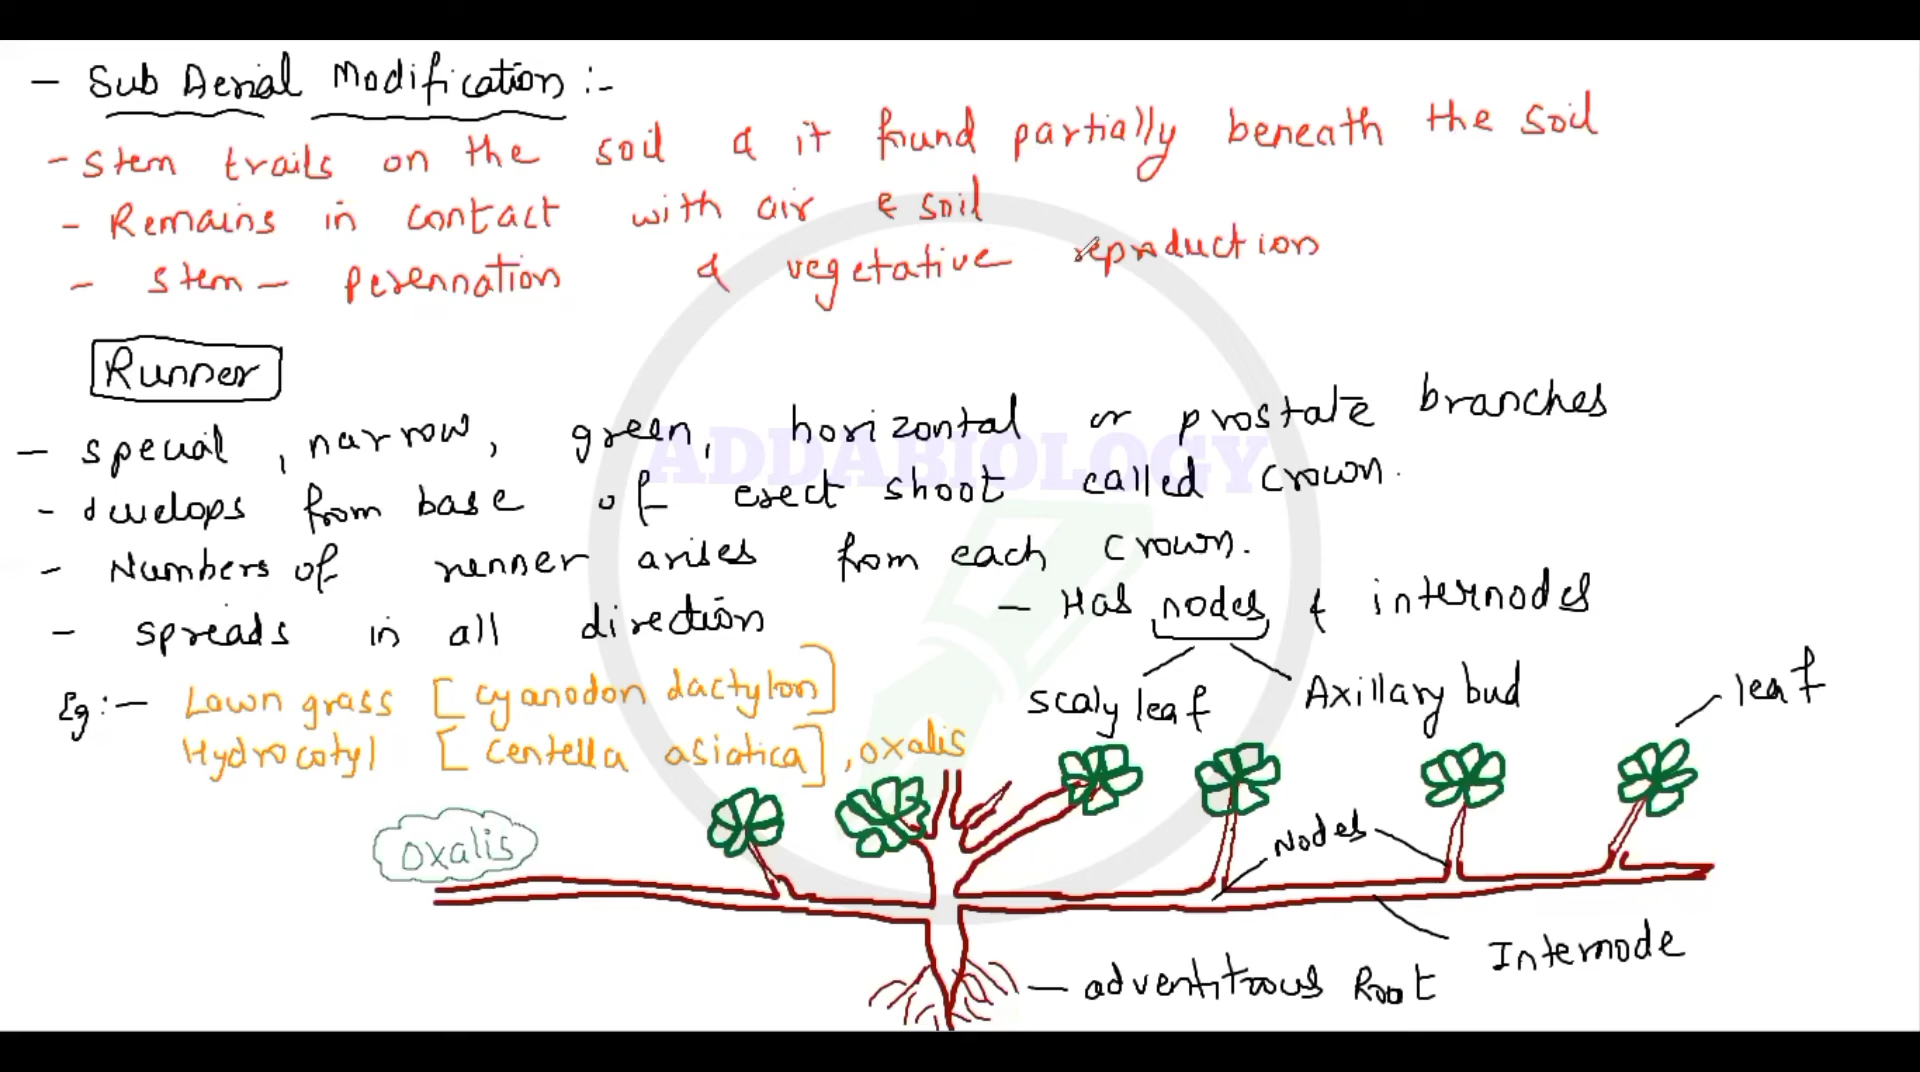 - Sub Aerial Modification :-
- Stem trails on the soil & it found partially beneath the soil
- Remains in contact with air & soil
- stem - perennation & vegetative reproduction
Runner
- special, narrow, green, horizontal or prostate branches
- develops from base of erect shoot called crown.
- Numbers of runner arises from each crown.
- spreads in all direction
- Has nodes & internodes
scaly leaf
Axillary bud
Eg :- Lawn grass [cyanodon dactylon]
Hydrocotyl [centella asiatica], oxalis
leaf
oxalis
Nodes
Internode
- adventitious Root
ADDABIOLOGY